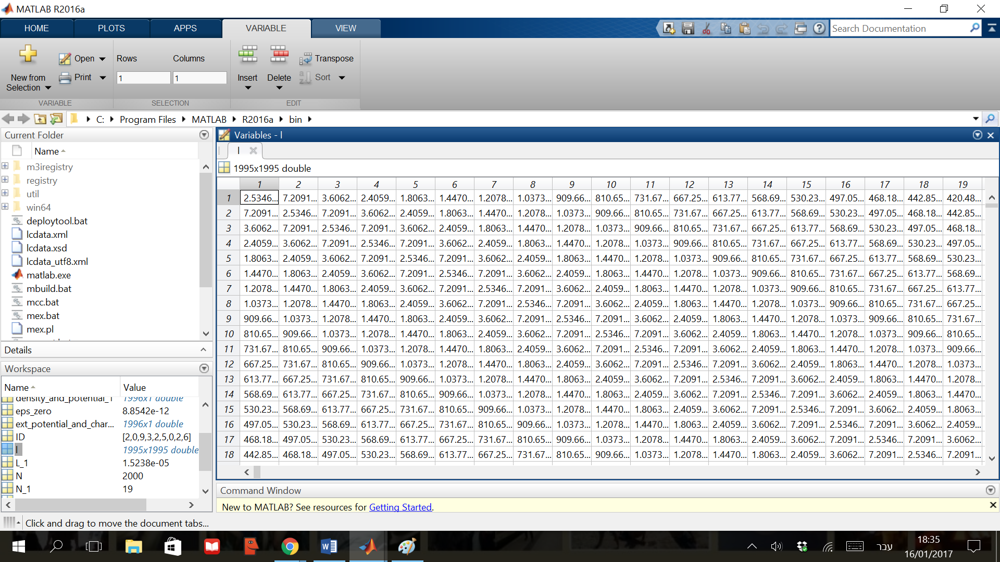 MATLAB R2016a
HOME PLOTS APPS VARIABLE VIEW Search Documentation
New from Selection Open Print Rows Columns Insert Delete Transpose Sort
1 1
VARIABLE SELECTION EDIT
C: Program Files MATLAB R2016a bin
Current Folder
Name
m3iregistry
registry
util
win64
deploytool.bat
lcdata.xml
lcdata.xsd
lcdata_utf8.xml
matlab.exe
mbuild.bat
mcc.bat
mex.bat
mex.pl
Details
Workspace
Name Value
density_and_potential_1 1996x1 double
eps_zero 8.8542e-12
ext_potential_and_char... 1996x1 double
ID [2,0,9,3,2,5,0,2,6]
l 1995x1995 double
L_1 1.5238e-05
N 2000
N_1 19
Variables - l
l
1995x1995 double
1 2 3 4 5 6 7 8 9 10 11 12 13 14 15 16 17 18 19
1 2.5346... 7.2091... 3.6062... 2.4059... 1.8063... 1.4470... 1.2078... 1.0373... 909.66... 810.65... 731.67... 667.25... 613.77... 568.69... 530.23... 497.05... 468.18... 442.85... 420.48...
2 7.2091... 2.5346... 7.2091... 3.6062... 2.4059... 1.8063... 1.4470... 1.2078... 1.0373... 909.66... 810.65... 731.67... 667.25... 613.77... 568.69... 530.23... 497.05... 468.18... 442.85...
3 3.6062... 7.2091... 2.5346... 7.2091... 3.6062... 2.4059... 1.8063... 1.4470... 1.2078... 1.0373... 909.66... 810.65... 731.67... 667.25... 613.77... 568.69... 530.23... 497.05... 468.18...
4 2.4059... 3.6062... 7.2091... 2.5346... 7.2091... 3.6062... 2.4059... 1.8063... 1.4470... 1.2078... 1.0373... 909.66... 810.65... 731.67... 667.25... 613.77... 568.69... 530.23... 497.05...
5 1.8063... 2.4059... 3.6062... 7.2091... 2.5346... 7.2091... 3.6062... 2.4059... 1.8063... 1.4470... 1.2078... 1.0373... 909.66... 810.65... 731.67... 667.25... 613.77... 568.69... 530.23...
6 1.4470... 1.8063... 2.4059... 3.6062... 7.2091... 2.5346... 7.2091... 3.6062... 2.4059... 1.8063... 1.4470... 1.2078... 1.0373... 909.66... 810.65... 731.67... 667.25... 613.77... 568.69...
7 1.2078... 1.4470... 1.8063... 2.4059... 3.6062... 7.2091... 2.5346... 7.2091... 3.6062... 2.4059... 1.8063... 1.4470... 1.2078... 1.0373... 909.66... 810.65... 731.67... 667.25... 613.77...
8 1.0373... 1.2078... 1.4470... 1.8063... 2.4059... 3.6062... 7.2091... 2.5346... 7.2091... 3.6062... 2.4059... 1.8063... 1.4470... 1.2078... 1.0373... 909.66... 810.65... 731.67... 667.25...
9 909.66... 1.0373... 1.2078... 1.4470... 1.8063... 2.4059... 3.6062... 7.2091... 2.5346... 7.2091... 3.6062... 2.4059... 1.8063... 1.4470... 1.2078... 1.0373... 909.66... 810.65... 731.67...
10 810.65... 909.66... 1.0373... 1.2078... 1.4470... 1.8063... 2.4059... 3.6062... 7.2091... 2.5346... 7.2091... 3.6062... 2.4059... 1.8063... 1.4470... 1.2078... 1.0373... 909.66... 810.65...
11 731.67... 810.65... 909.66... 1.0373... 1.2078... 1.4470... 1.8063... 2.4059... 3.6062... 7.2091... 2.5346... 7.2091... 3.6062... 2.4059... 1.8063... 1.4470... 1.2078... 1.0373... 909.66...
12 667.25... 731.67... 810.65... 909.66... 1.0373... 1.2078... 1.4470... 1.8063... 2.4059... 3.6062... 7.2091... 2.5346... 7.2091... 3.6062... 2.4059... 1.8063... 1.4470... 1.2078... 1.0373...
13 613.77... 667.25... 731.67... 810.65... 909.66... 1.0373... 1.2078... 1.4470... 1.8063... 2.4059... 3.6062... 7.2091... 2.5346... 7.2091... 3.6062... 2.4059... 1.8063... 1.4470... 1.2078...
14 568.69... 613.77... 667.25... 731.67... 810.65... 909.66... 1.0373... 1.2078... 1.4470... 1.8063... 2.4059... 3.6062... 7.2091... 2.5346... 7.2091... 3.6062... 2.4059... 1.8063... 1.4470...
15 530.23... 568.69... 613.77... 667.25... 731.67... 810.65... 909.66... 1.0373... 1.2078... 1.4470... 1.8063... 2.4059... 3.6062... 7.2091... 2.5346... 7.2091... 3.6062... 2.4059... 1.8063...
16 497.05... 530.23... 568.69... 613.77... 667.25... 731.67... 810.65... 909.66... 1.0373... 1.2078... 1.4470... 1.8063... 2.4059... 3.6062... 7.2091... 2.5346... 7.2091... 3.6062... 2.4059...
17 468.18... 497.05... 530.23... 568.69... 613.77... 667.25... 731.67... 810.65... 909.66... 1.0373... 1.2078... 1.4470... 1.8063... 2.4059... 3.6062... 7.2091... 2.5346... 7.2091... 3.6062...
18 442.85... 468.18... 497.05... 530.23... 568.69... 613.77... 667.25... 731.67... 810.65... 909.66... 1.0373... 1.2078... 1.4470... 1.8063... 2.4059... 3.6062... 7.2091... 2.5346... 7.2091...
Command Window
New to MATLAB? See resources for Getting Started.
Click and drag to move the document tabs...
עבר
18:35
16/01/2017